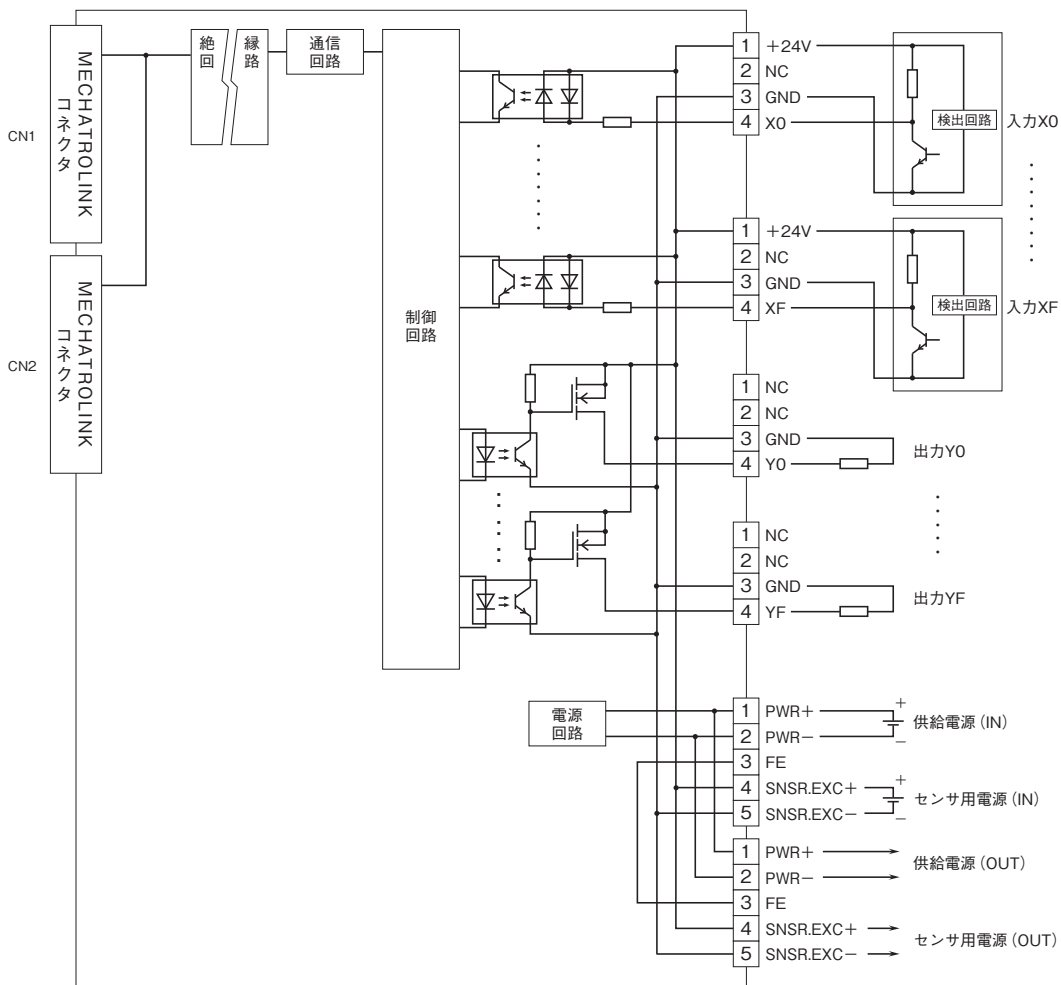 CN1
MECHATROLINK
コネクタ
CN2
MECHATROLINK
コネクタ
絶縁
回路
通信
回路
制御
回路
1 +24V
2 NC
3 GND
4 X0
検出回路
入力X0
1 +24V
2 NC
3 GND
4 XF
検出回路
入力XF
1 NC
2 NC
3 GND
4 Y0
出力Y0
1 NC
2 NC
3 GND
4 YF
出力YF
電源
回路
1 PWR+
2 PWR−
3 FE
4 SNSR.EXC+
5 SNSR.EXC−
+
−
供給電源(IN)
+
−
センサ用電源(IN)
1 PWR+
2 PWR−
3 FE
4 SNSR.EXC+
5 SNSR.EXC−
供給電源(OUT)
センサ用電源(OUT)